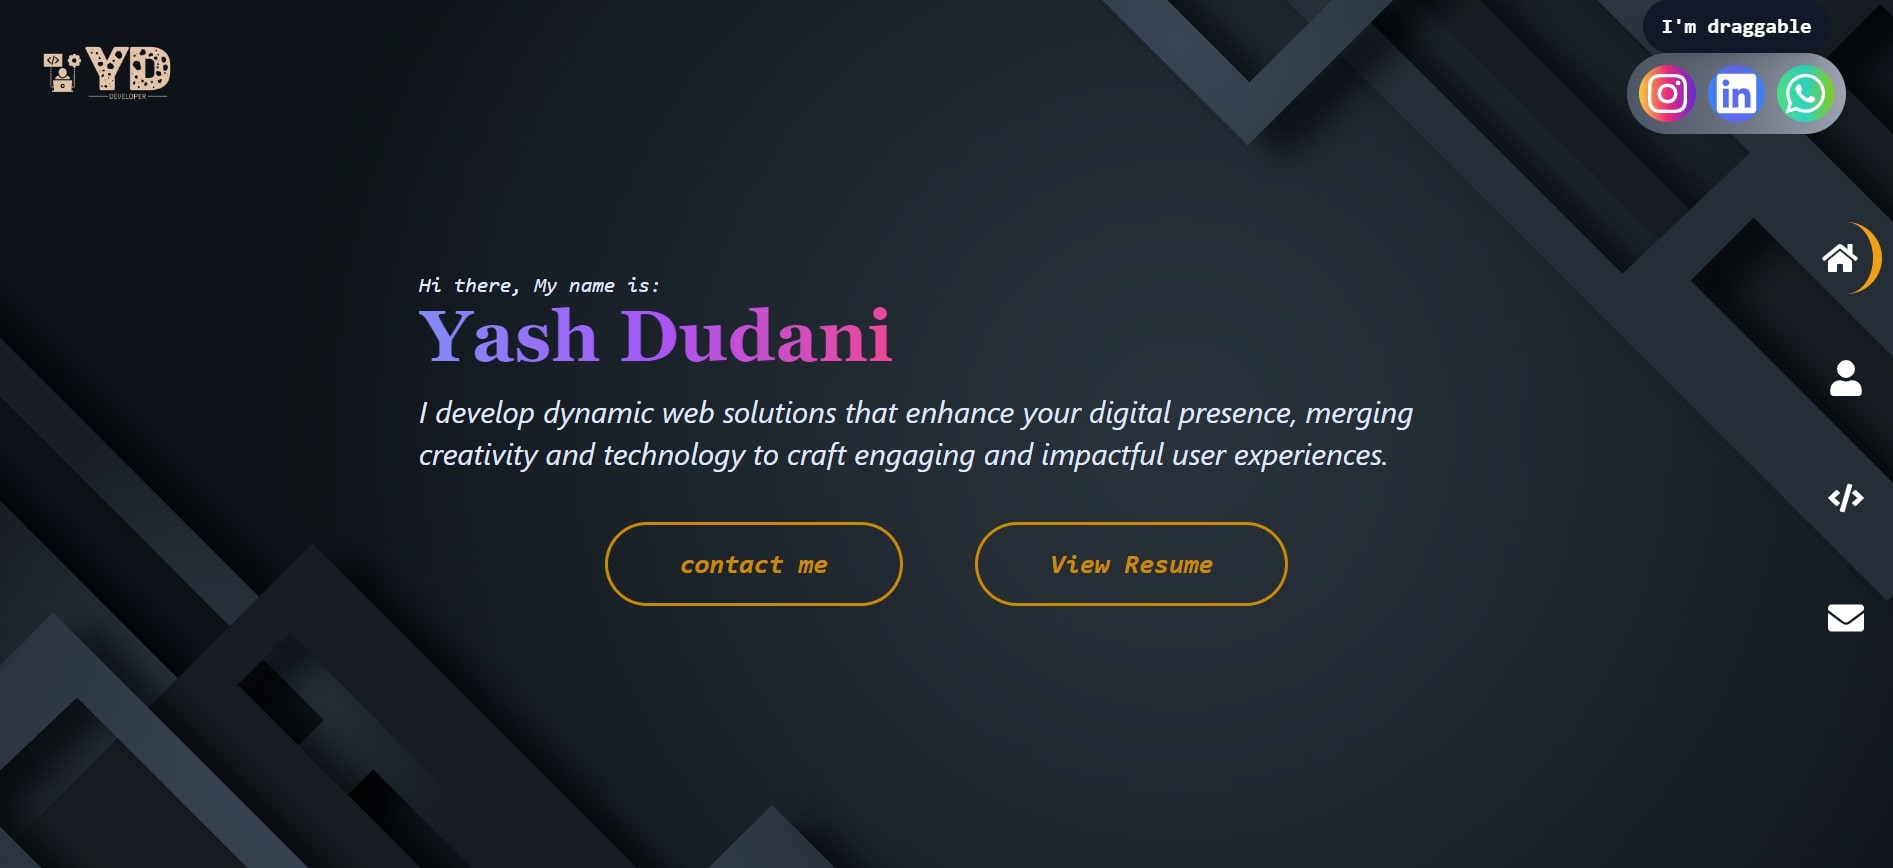 YD
DEVELOPER
I'm draggable
Hi there, My name is:
Yash Dudani
I develop dynamic web solutions that enhance your digital presence, merging
creativity and technology to craft engaging and impactful user experiences.
contact me
View Resume